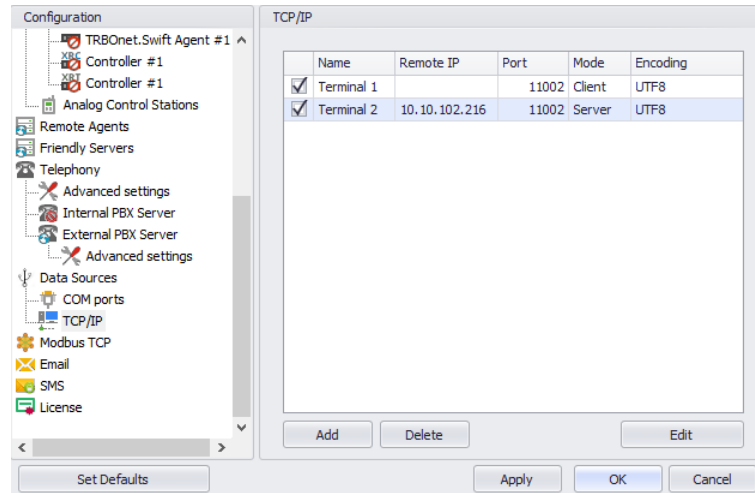 Configuration
TRBOnet.Swift Agent #1
XRC
Controller #1
XRT
Controller #1
Analog Control Stations
Remote Agents
Friendly Servers
Telephony
Advanced settings
Internal PBX Server
External PBX Server
Advanced settings
Data Sources
COM ports
TCP/IP
Modbus TCP
Email
SMS
License
Set Defaults
TCP/IP
Name Remote IP Port Mode Encoding
Terminal 1 11002 Client UTF8
Terminal 2 10.10.102.216 11002 Server UTF8
Add Delete Edit
Apply OK Cancel